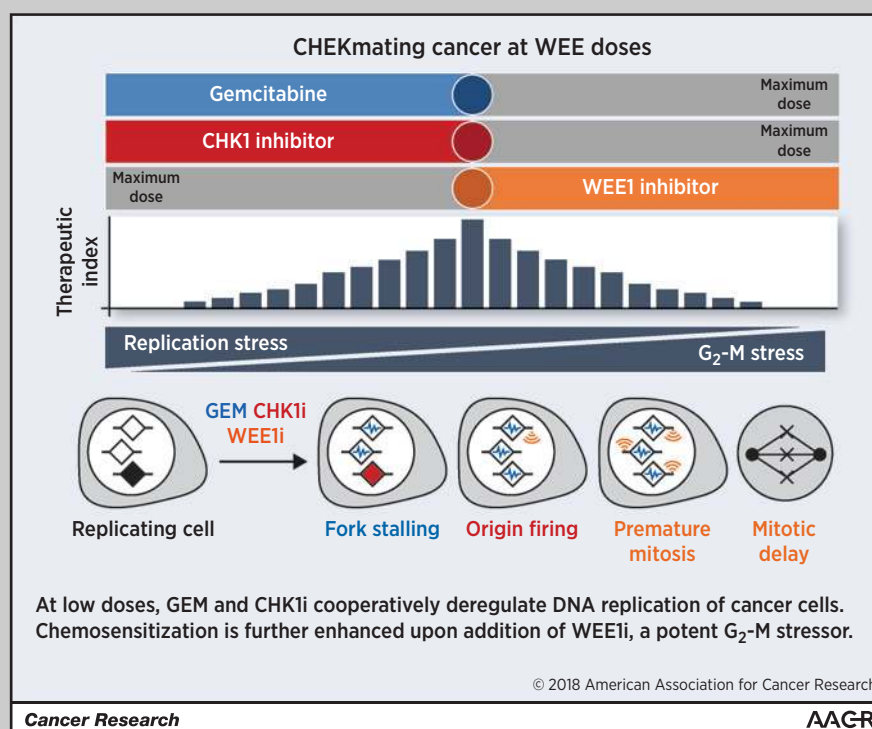 CHEKmating cancer at WEE doses
Gemcitabine
Maximum
dose
CHK1 inhibitor
Maximum
dose
Maximum
dose
WEE1 inhibitor
Therapeutic
index
Replication stress
G₂-M stress
GEM CHK1i
WEE1i
Replicating cell
Fork stalling
Origin firing
Premature
mitosis
Mitotic
delay
At low doses, GEM and CHK1i cooperatively deregulate DNA replication of cancer cells.
Chemosensitization is further enhanced upon addition of WEE1i, a potent G₂-M stressor.
© 2018 American Association for Cancer Research
Cancer Research
AACR